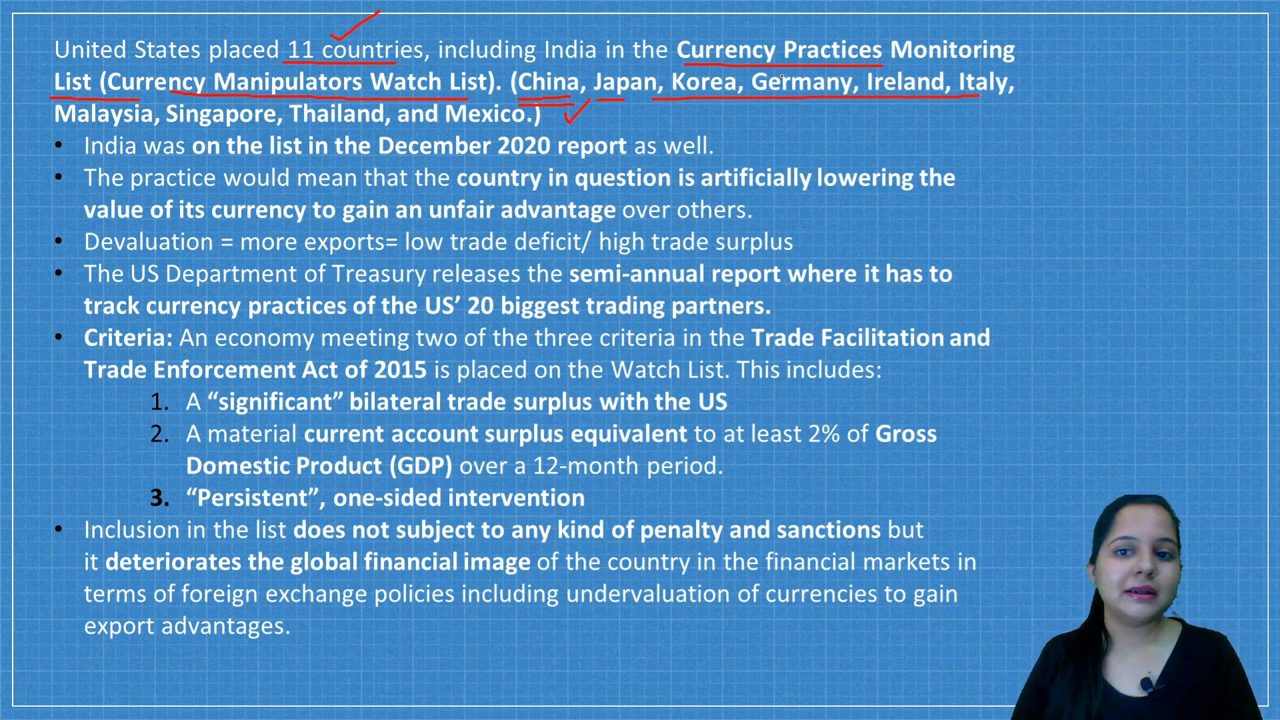 United States placed 11 countries, including India in the Currency Practices Monitoring
List (Currency Manipulators Watch List). (China, Japan, Korea, Germany, Ireland, Italy,
Malaysia, Singapore, Thailand, and Mexico.)
• India was on the list in the December 2020 report as well.
• The practice would mean that the country in question is artificially lowering the
value of its currency to gain an unfair advantage over others.
• Devaluation = more exports= low trade deficit/ high trade surplus
• The US Department of Treasury releases the semi-annual report where it has to
track currency practices of the US’ 20 biggest trading partners.
• Criteria: An economy meeting two of the three criteria in the Trade Facilitation and
Trade Enforcement Act of 2015 is placed on the Watch List. This includes:
1. A “significant” bilateral trade surplus with the US
2. A material current account surplus equivalent to at least 2% of Gross
Domestic Product (GDP) over a 12-month period.
3. “Persistent”, one-sided intervention
• Inclusion in the list does not subject to any kind of penalty and sanctions but
it deteriorates the global financial image of the country in the financial markets in
terms of foreign exchange policies including undervaluation of currencies to gain
export advantages.